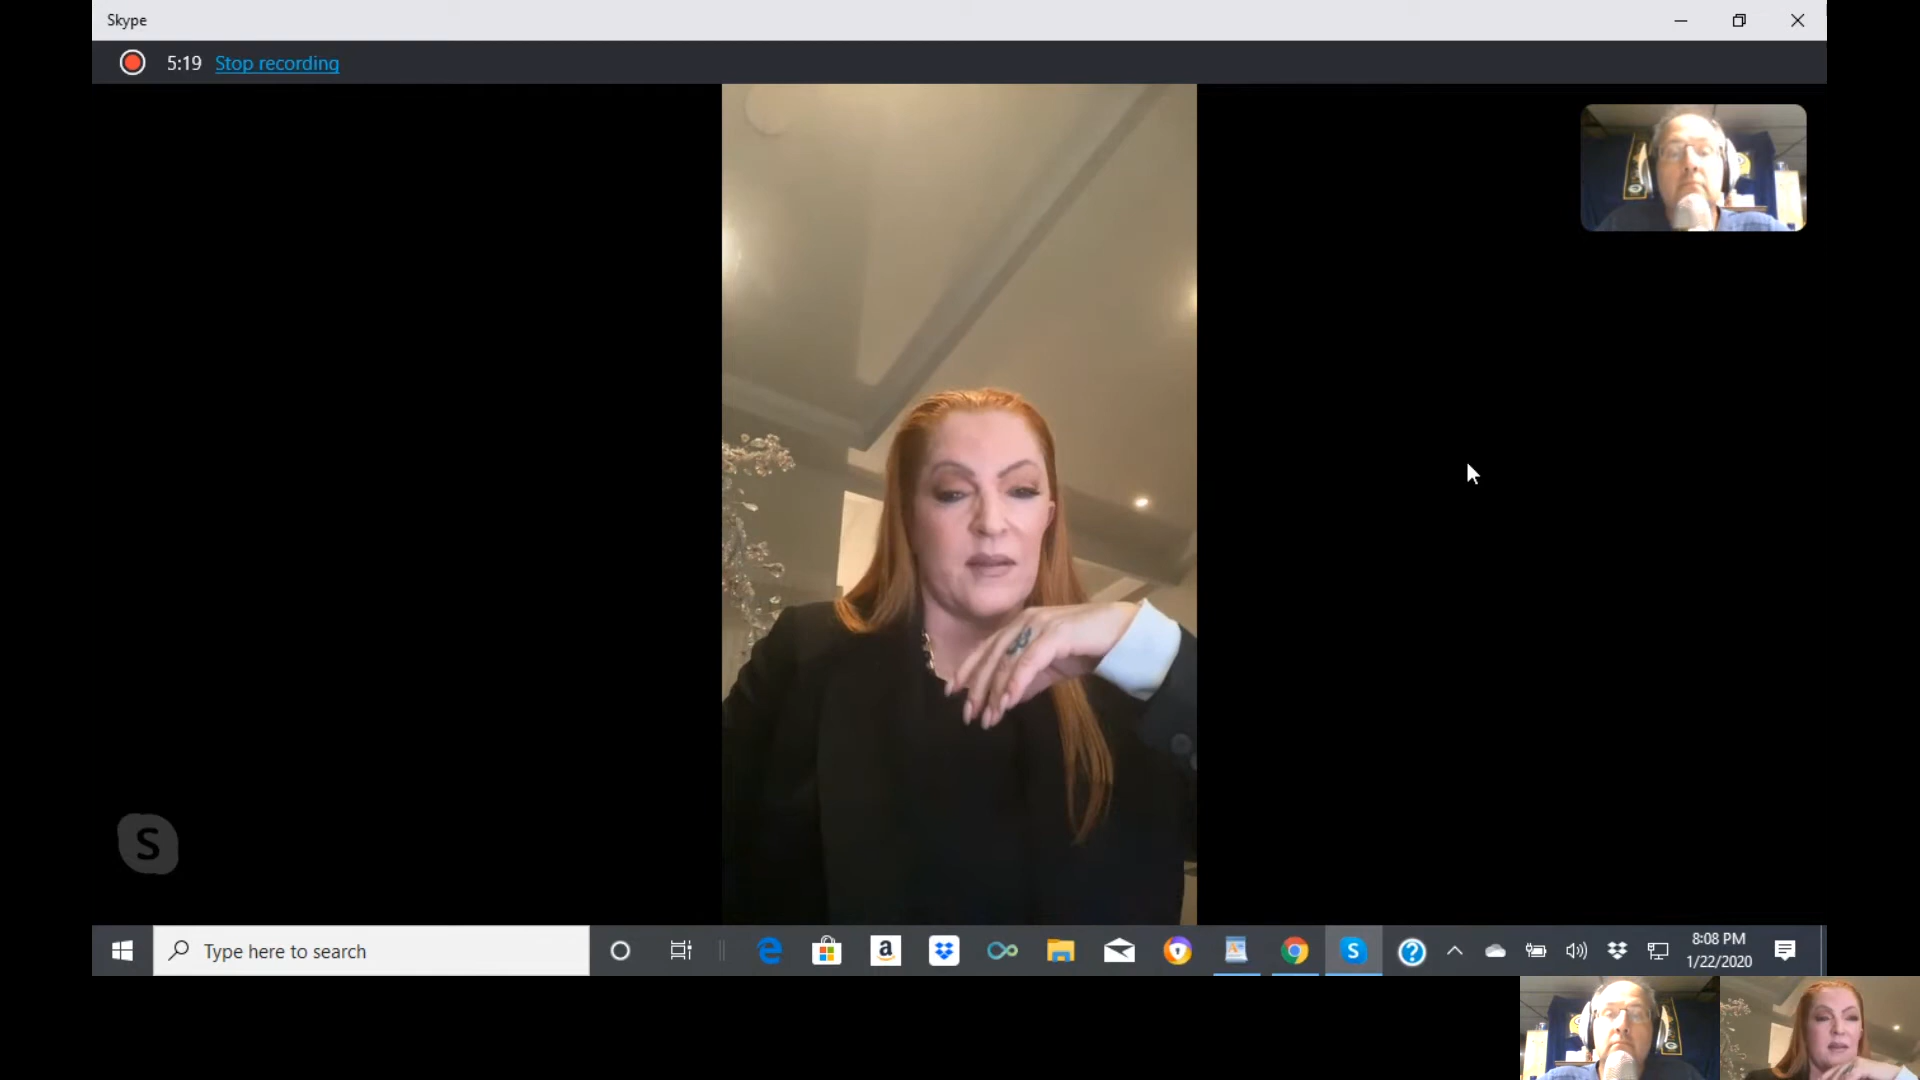 Skype
5:19 Stop recording
S
Type here to search
a
S
?
8:08 PM
1/22/2020